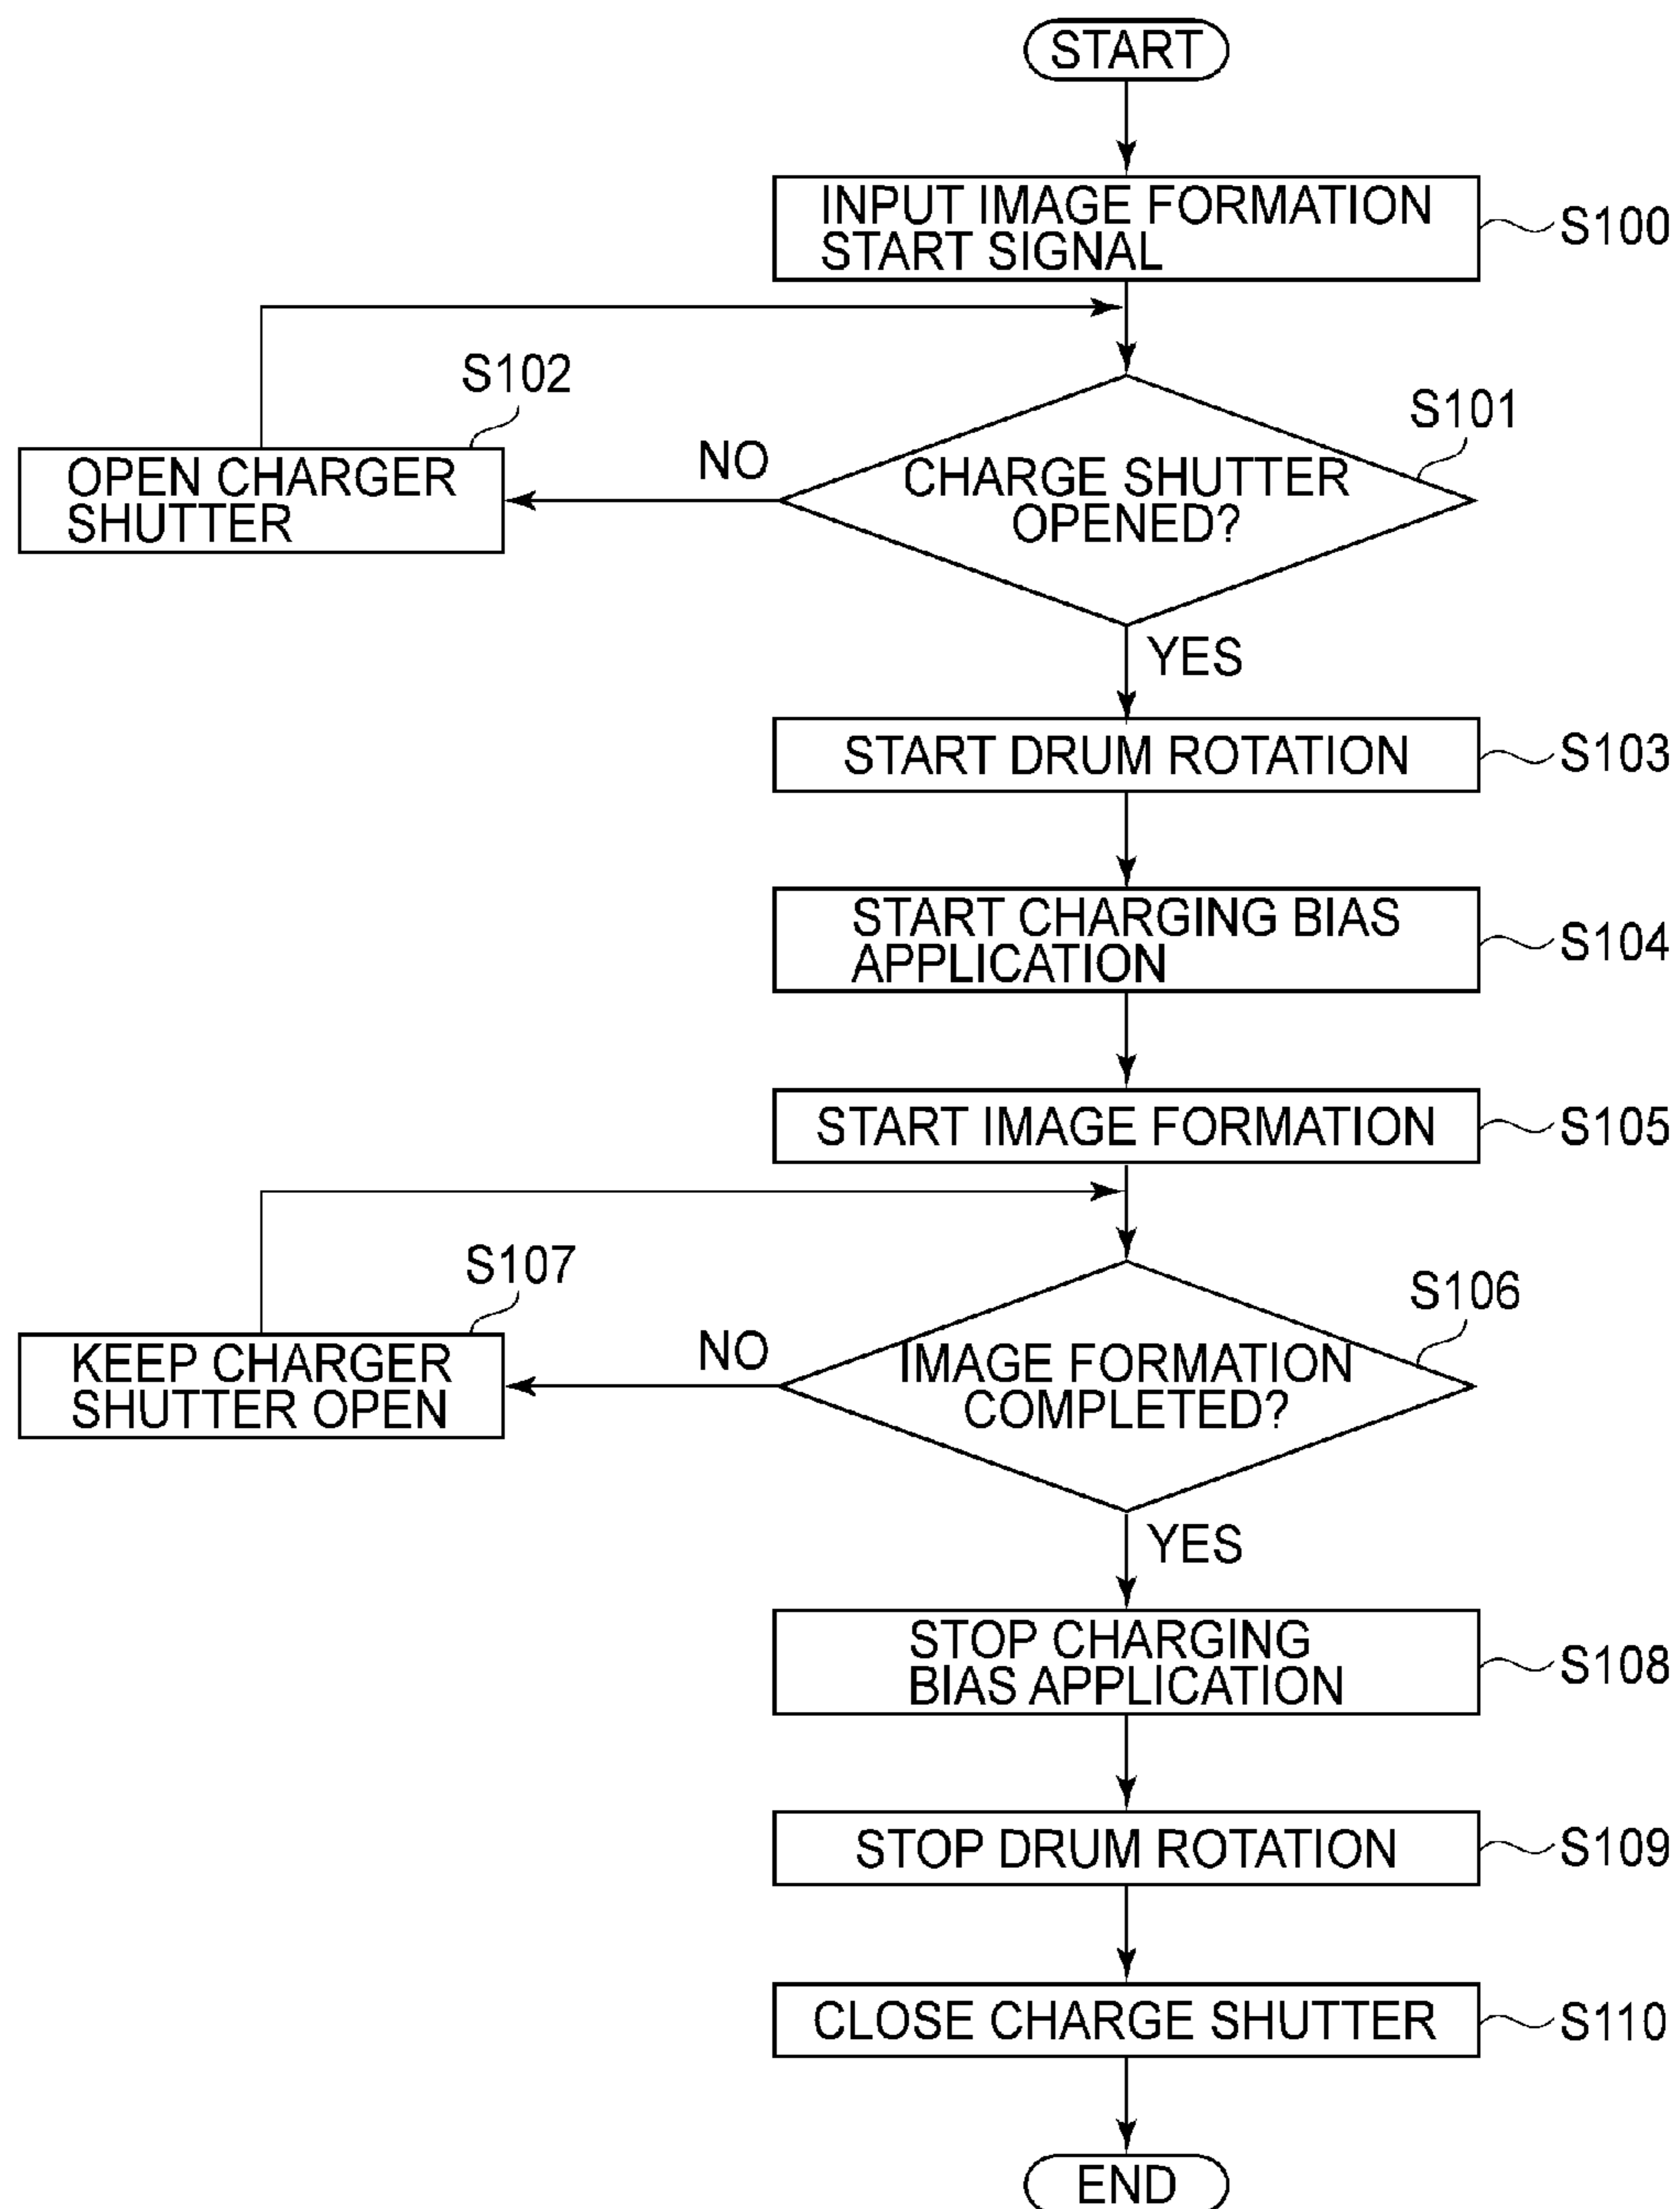 START
INPUT IMAGE FORMATION
START SIGNAL
S100
S102
OPEN CHARGER
SHUTTER
NO
S101
CHARGE SHUTTER
OPENED?
YES
START DRUM ROTATION
S103
START CHARGING BIAS
APPLICATION
S104
START IMAGE FORMATION
S105
S107
KEEP CHARGER
SHUTTER OPEN
NO
S106
IMAGE FORMATION
COMPLETED?
YES
STOP CHARGING
BIAS APPLICATION
S108
STOP DRUM ROTATION
S109
CLOSE CHARGE SHUTTER
S110
END